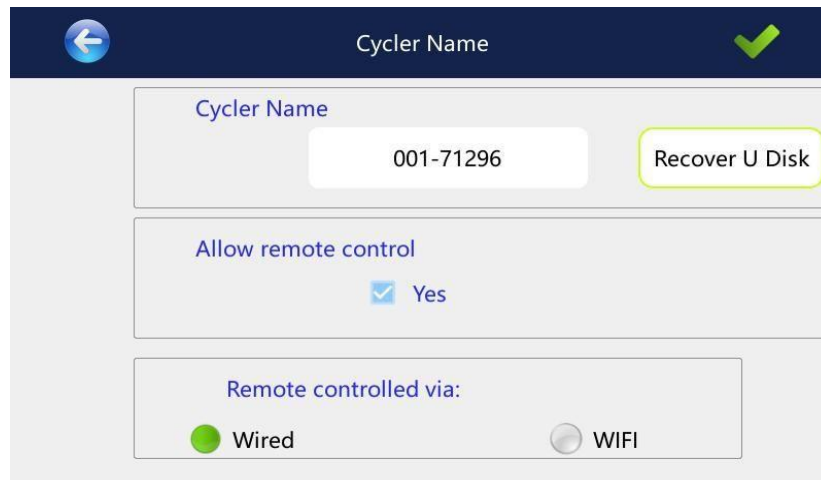 Cycler Name
Cycler Name
001-71296
Recover U Disk
Allow remote control
Yes
Remote controlled via:
Wired
WIFI